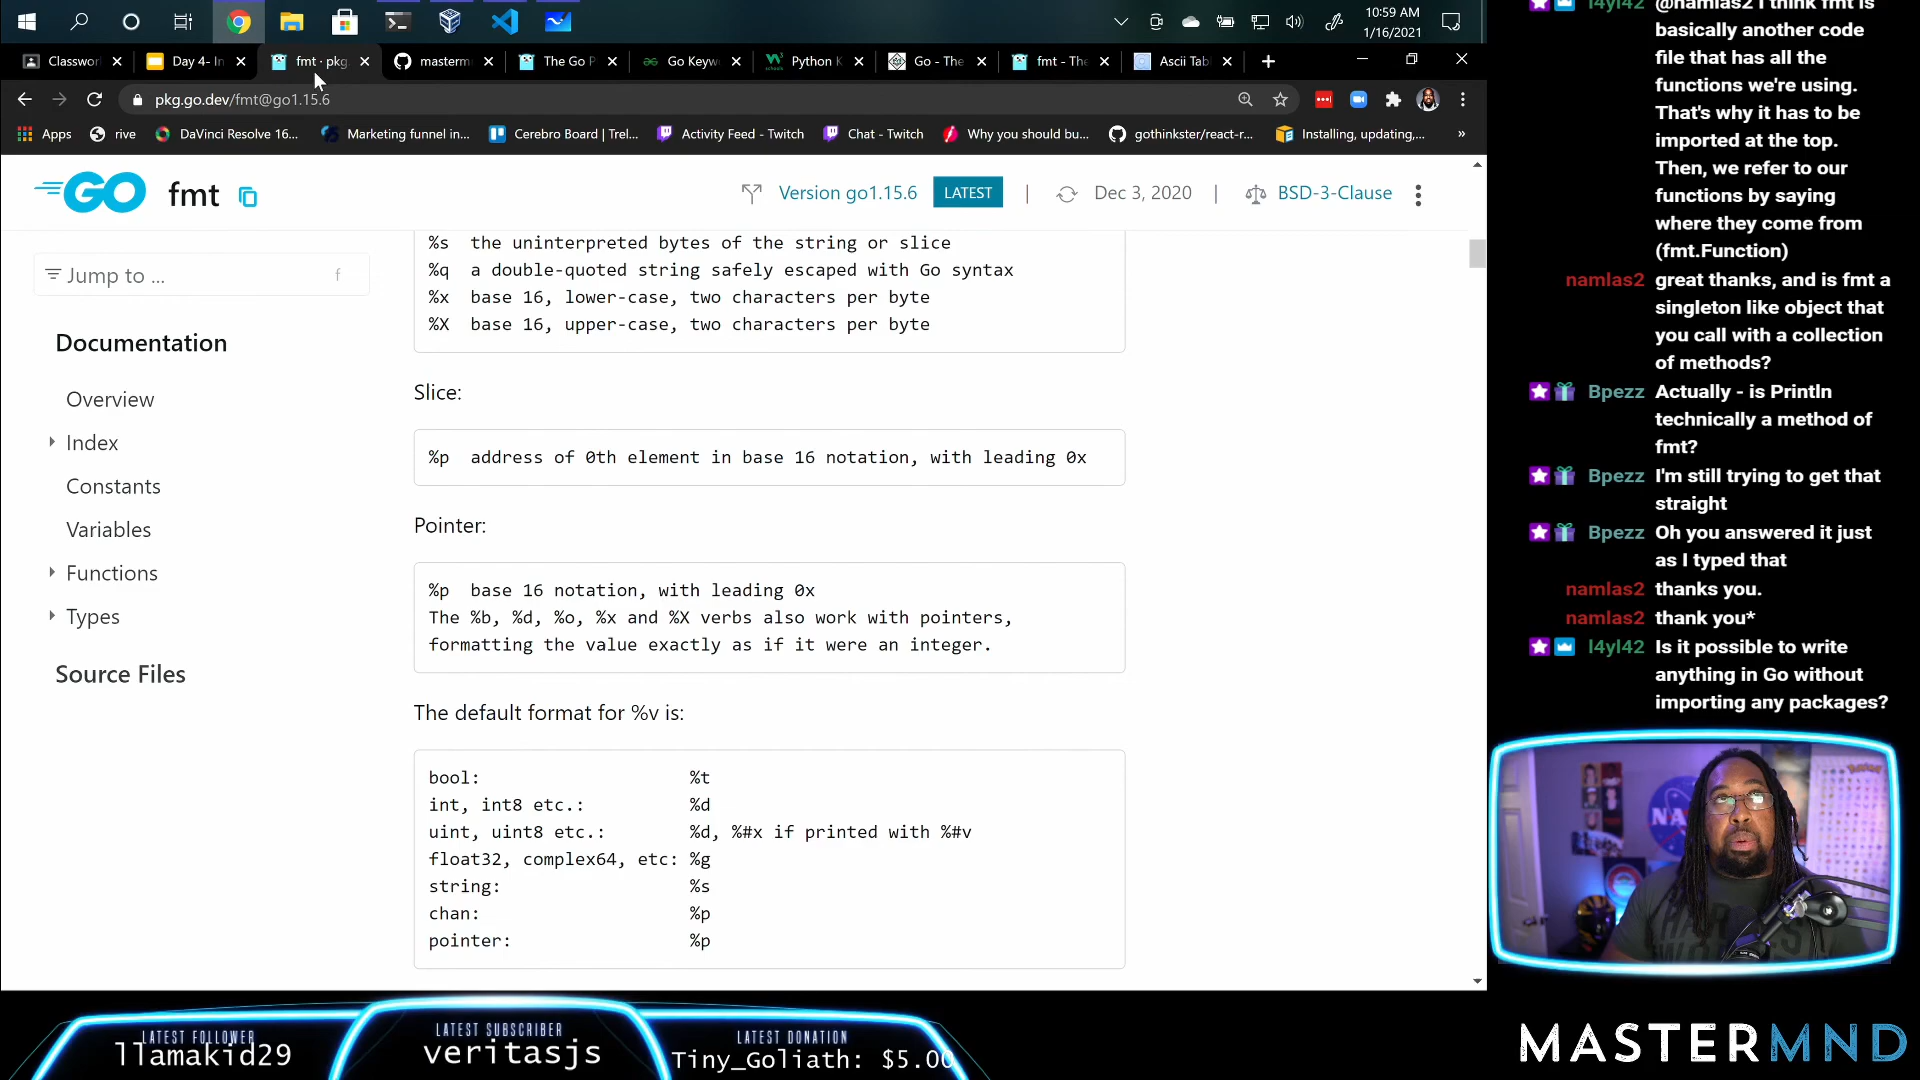 10:59 AM
1/16/2021
Classwor
Day 4- In
fmt · pkg.
masterm
The Go P
Go Keyw
Python K
Go - The
fmt - The
Ascii Tab
pkg.go.dev/fmt@go1.15.6
Apps
rive
DaVinci Resolve 16...
Marketing funnel in...
Cerebro Board | Trel...
Activity Feed - Twitch
Chat - Twitch
Why you should bu...
gothinkster/react-r...
Installing, updating,...
»
GO
fmt
Version go1.15.6
LATEST
|
Dec 3, 2020
|
BSD-3-Clause
Jump to ...
f
Documentation
Overview
Index
Constants
Variables
Functions
Types
Source Files
%s the uninterpreted bytes of the string or slice
%q a double-quoted string safely escaped with Go syntax
%x base 16, lower-case, two characters per byte
%X base 16, upper-case, two characters per byte
Slice:
%p address of 0th element in base 16 notation, with leading 0x
Pointer:
%p base 16 notation, with leading 0x
The %b, %d, %o, %x and %X verbs also work with pointers,
formatting the value exactly as if it were an integer.
The default format for %v is:
bool: %t
int, int8 etc.: %d
uint, uint8 etc.: %d, %#x if printed with %#v
float32, complex64, etc: %g
string: %s
chan: %p
pointer: %p
l4yl42 @namlas2 I think fmt is
basically another code
file that has all the
functions we're using.
That's why it has to be
imported at the top.
Then, we refer to our
functions by saying
where they come from
(fmt.Function)
namlas2 great thanks, and is fmt a
singleton like object that
you call with a collection
of methods?
Bpezz Actually - is Println
technically a method of
fmt?
Bpezz I'm still trying to get that
straight
Bpezz Oh you answered it just
as I typed that
namlas2 thanks you.
namlas2 thank you*
l4yl42 Is it possible to write
anything in Go without
importing any packages?
NASA
LATEST FOLLOWER
llamakid29
LATEST SUBSCRIBER
veritasjs
LATEST DONATION
Tiny_Goliath: $5.00
MASTERMND